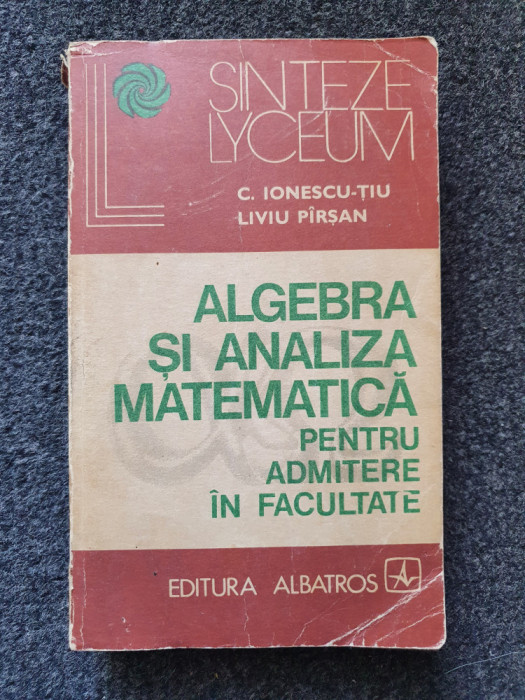 SINTEZE
LYCEUM
C. IONESCU-ȚIU
LIVIU PÎRȘAN
ALGEBRA
ȘI ANALIZA
MATEMATICĂ
PENTRU
ADMITERE
ÎN FACULTATE
EDITURA ALBATROS